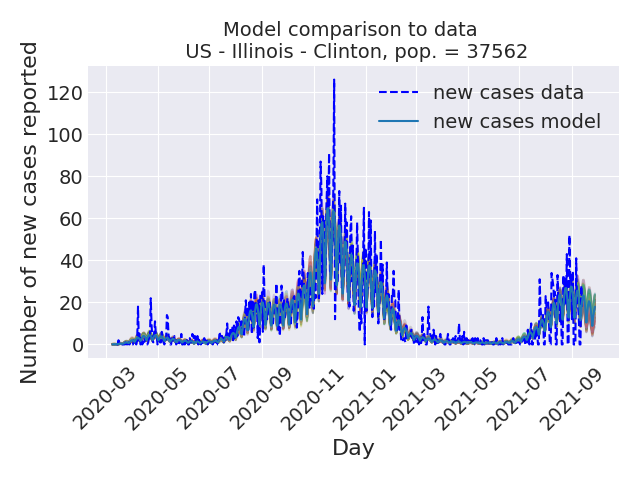 Model comparison to data
US - Illinois - Clinton, pop. = 37562
Number of new cases reported
120
100
80
60
40
20
0
new cases data
new cases model
2020-03
2020-05
2020-07
2020-09
2020-11
2021-01
2021-03
2021-05
2021-07
2021-09
Day